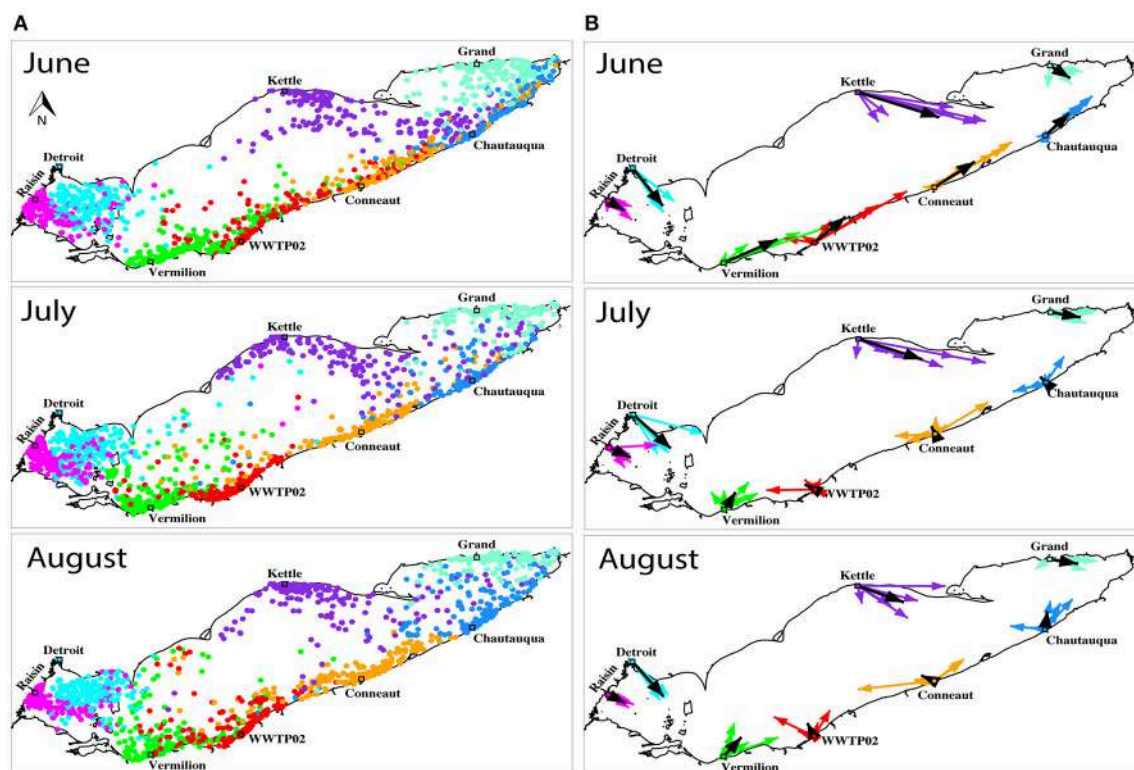 A
B
June
N
Grand
Kettle
Detroit
Raisin
Chautauqua
Conneaut
WWTP02
Vermilion
June
Grand
Kettle
Detroit
Raisin
Chautauqua
Conneaut
WWTP02
Vermilion
July
Grand
Kettle
Detroit
Raisin
Chautauqua
Conneaut
WWTP02
Vermilion
July
Grand
Kettle
Detroit
Raisin
Chautauqua
Conneaut
WWTP02
Vermilion
August
Grand
Kettle
Detroit
Raisin
Chautauqua
Conneaut
WWTP02
Vermilion
August
Grand
Kettle
Detroit
Raisin
Chautauqua
Conneaut
WWTP02
Vermilion